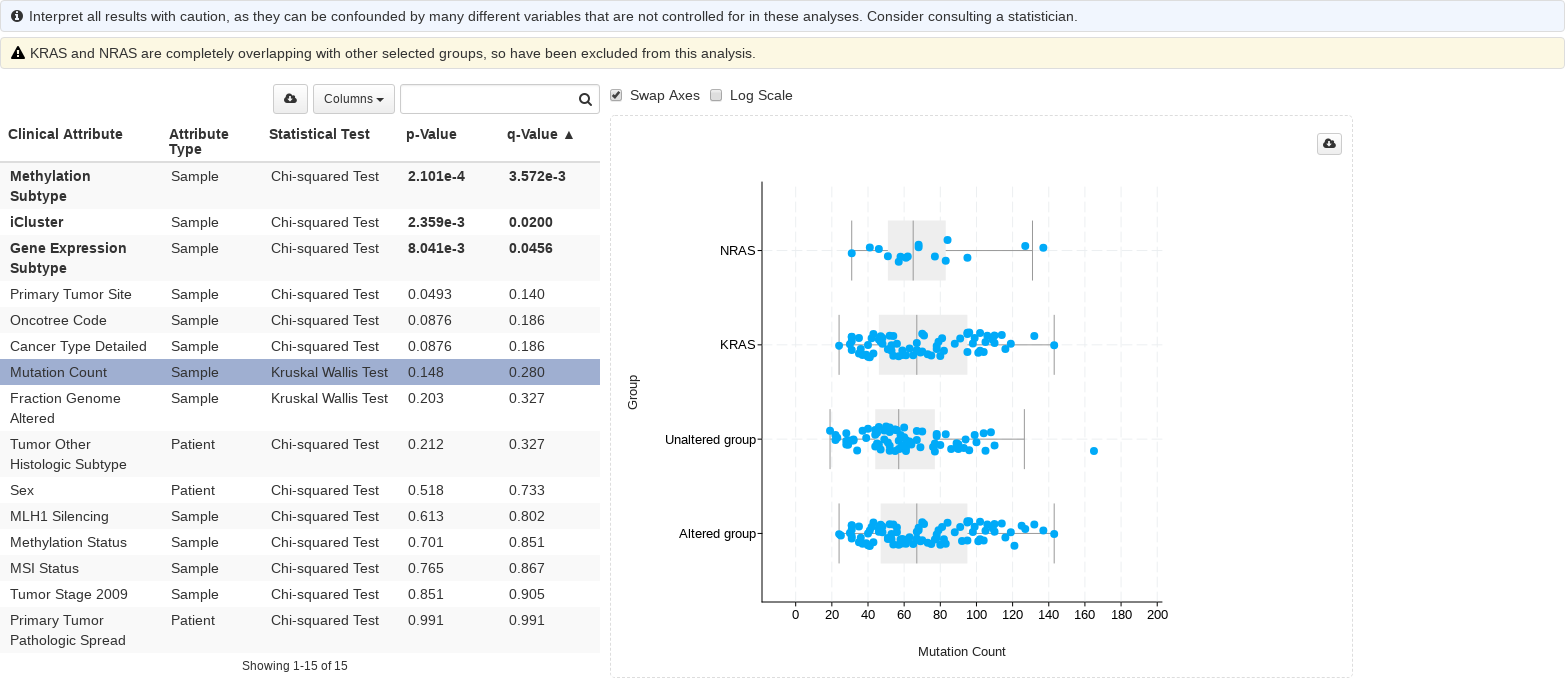 Interpret all results with caution, as they can be confounded by many different variables that are not controlled for in these analyses. Consider consulting a statistician.
KRAS and NRAS are completely overlapping with other selected groups, so have been excluded from this analysis.
Columns
Swap Axes Log Scale
Clinical Attribute Attribute Type Statistical Test p-Value q-Value ▲
Methylation Subtype Sample Chi-squared Test 2.101e-4 3.572e-3
iCluster Sample Chi-squared Test 2.359e-3 0.0200
Gene Expression Subtype Sample Chi-squared Test 8.041e-3 0.0456
Primary Tumor Site Sample Chi-squared Test 0.0493 0.140
Oncotree Code Sample Chi-squared Test 0.0876 0.186
Cancer Type Detailed Sample Chi-squared Test 0.0876 0.186
Mutation Count Sample Kruskal Wallis Test 0.148 0.280
Fraction Genome Altered Sample Kruskal Wallis Test 0.203 0.327
Tumor Other Histologic Subtype Patient Chi-squared Test 0.212 0.327
Sex Patient Chi-squared Test 0.518 0.733
MLH1 Silencing Sample Chi-squared Test 0.613 0.802
Methylation Status Sample Chi-squared Test 0.701 0.851
MSI Status Sample Chi-squared Test 0.765 0.867
Tumor Stage 2009 Sample Chi-squared Test 0.851 0.905
Primary Tumor Pathologic Spread Patient Chi-squared Test 0.991 0.991
Showing 1-15 of 15
Group
NRAS
KRAS
Unaltered group
Altered group
0 20 40 60 80 100 120 140 160 180 200
Mutation Count